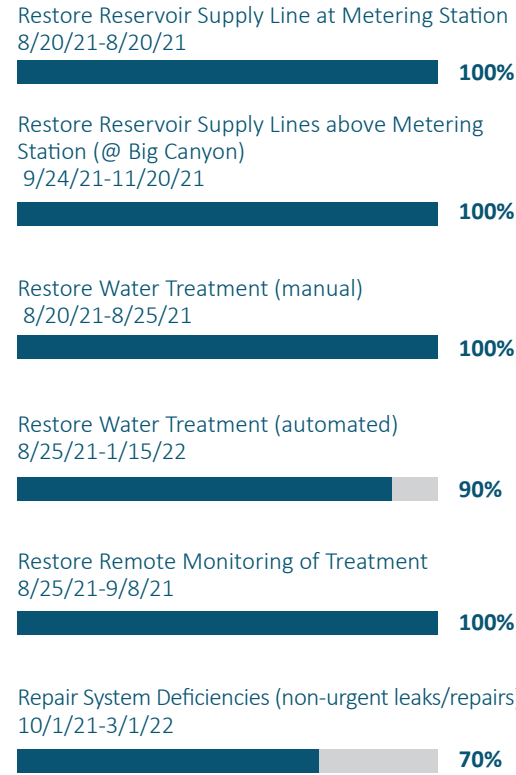 Restore Reservoir Supply Line at Metering Station
8/20/21-8/20/21
100%
Restore Reservoir Supply Lines above Metering
Station (@ Big Canyon)
9/24/21-11/20/21
100%
Restore Water Treatment (manual)
8/20/21-8/25/21
100%
Restore Water Treatment (automated)
8/25/21-1/15/22
90%
Restore Remote Monitoring of Treatment
8/25/21-9/8/21
100%
Repair System Deficiencies (non-urgent leaks/repairs)
10/1/21-3/1/22
70%